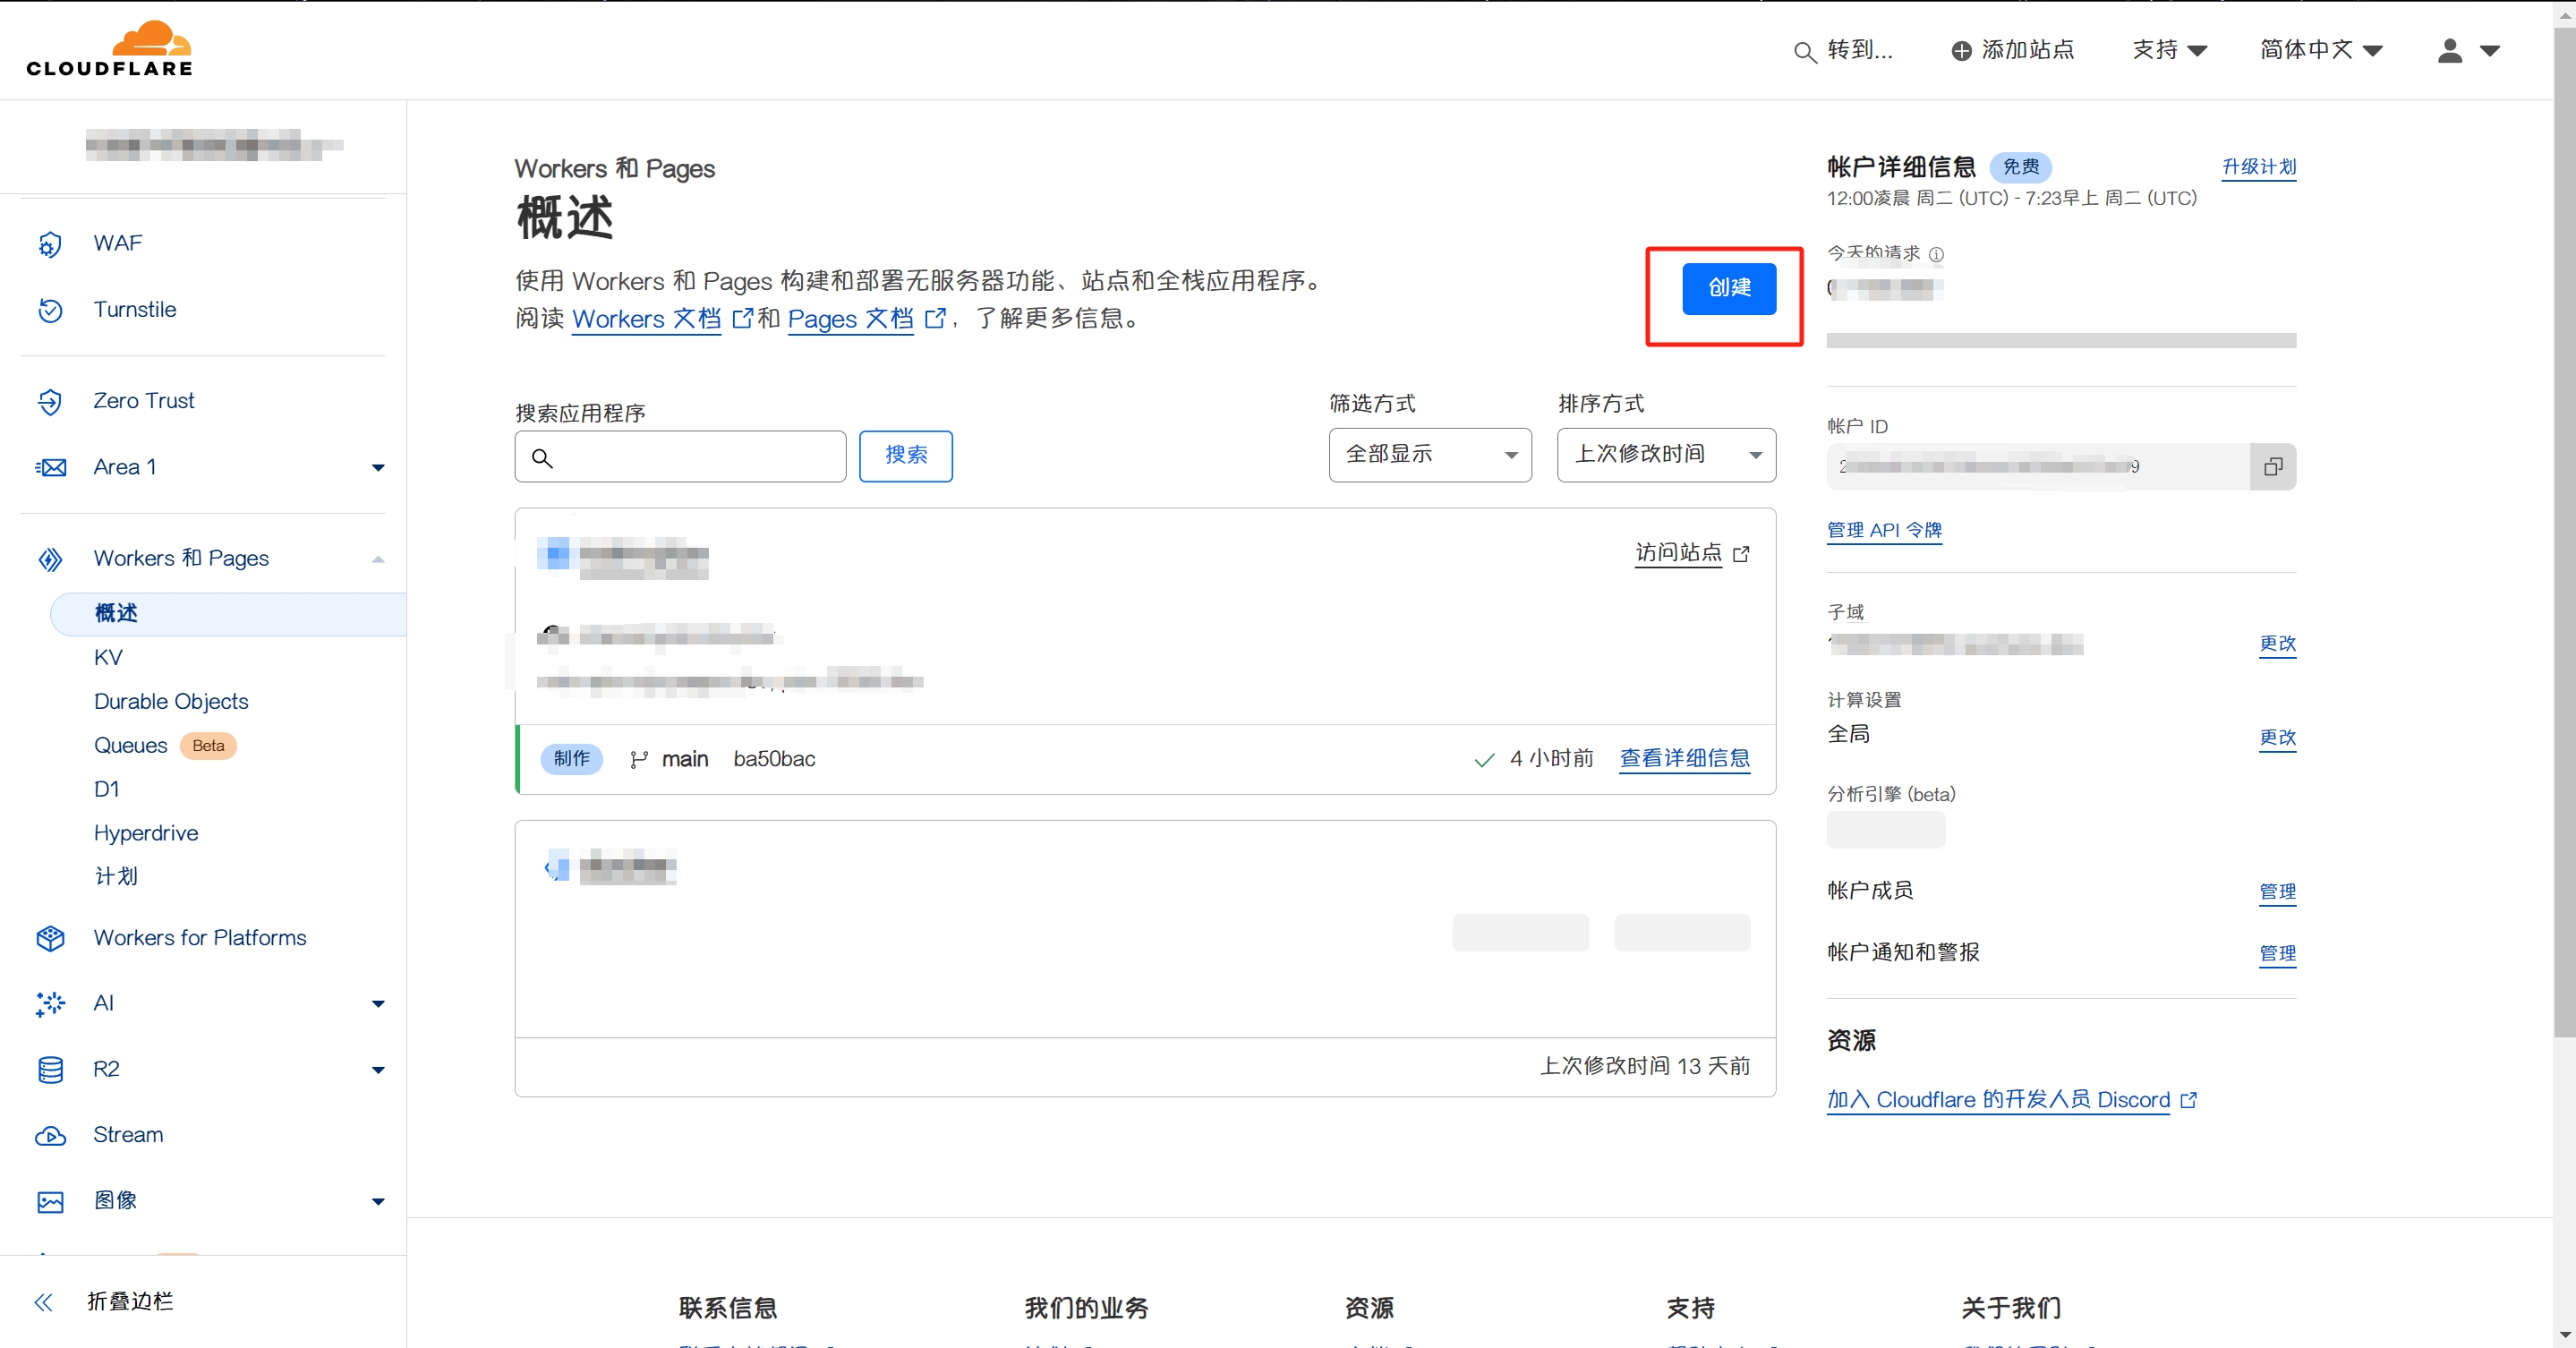 CLOUDFLARE
转到...
添加站点
支持
简体中文
WAF
Turnstile
Zero Trust
Area 1
Workers 和 Pages
概述
KV
Durable Objects
Queues Beta
D1
Hyperdrive
计划
Workers for Platforms
AI
R2
Stream
图像
折叠边栏
Workers 和 Pages
概述
使用 Workers 和 Pages 构建和部署无服务器功能、站点和全栈应用程序。
阅读 Workers 文档 和 Pages 文档 ，了解更多信息。
创建
搜索应用程序
搜索
筛选方式
全部显示
排序方式
上次修改时间
访问站点
制作 main ba50bac
4 小时前 查看详细信息
上次修改时间 13 天前
帐户详细信息 免费 升级计划
12:00凌晨 周二 (UTC) - 7:23早上 周二 (UTC)
今天的请求
帐户 ID
管理 API 令牌
子域
更改
计算设置
全局 更改
分析引擎 (beta)
帐户成员 管理
帐户通知和警报 管理
资源
加入 Cloudflare 的开发人员 Discord
联系信息
我们的业务
资源
支持
关于我们